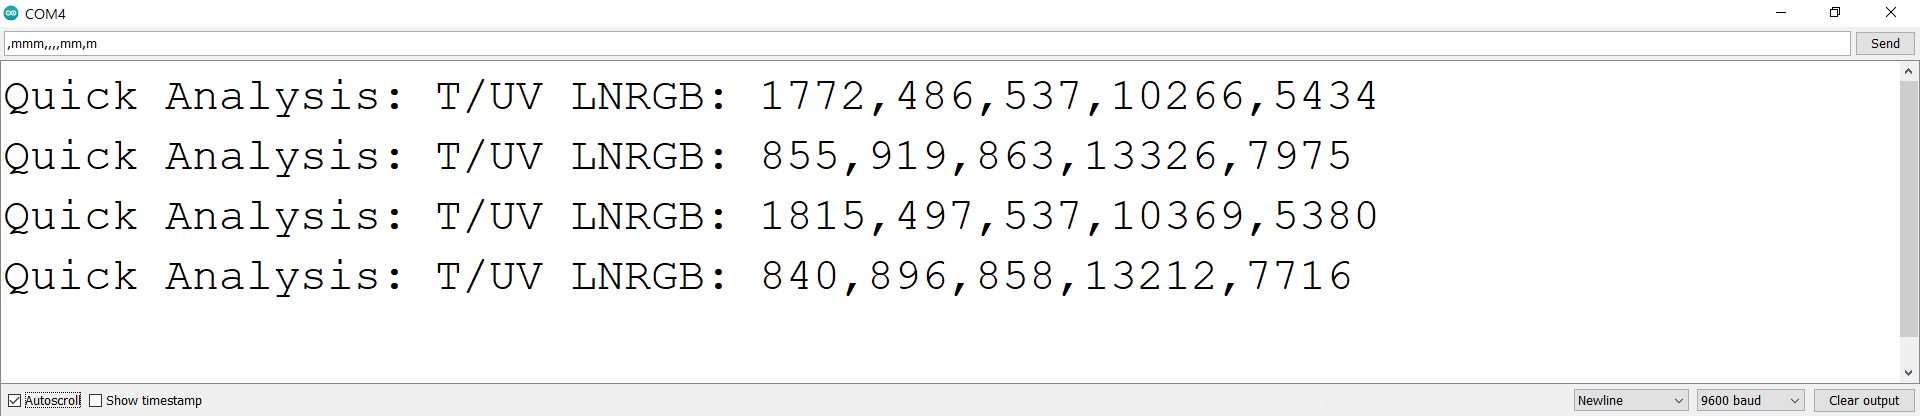 COM4
,mmm,,,,mm,m
Send
Quick Analysis: T/UV LNRGB: 1772,486,537,10266,5434
Quick Analysis: T/UV LNRGB: 855,919,863,13326,7975
Quick Analysis: T/UV LNRGB: 1815,497,537,10369,5380
Quick Analysis: T/UV LNRGB: 840,896,858,13212,7716
Autoscroll
Show timestamp
Newline
9600 baud
Clear output